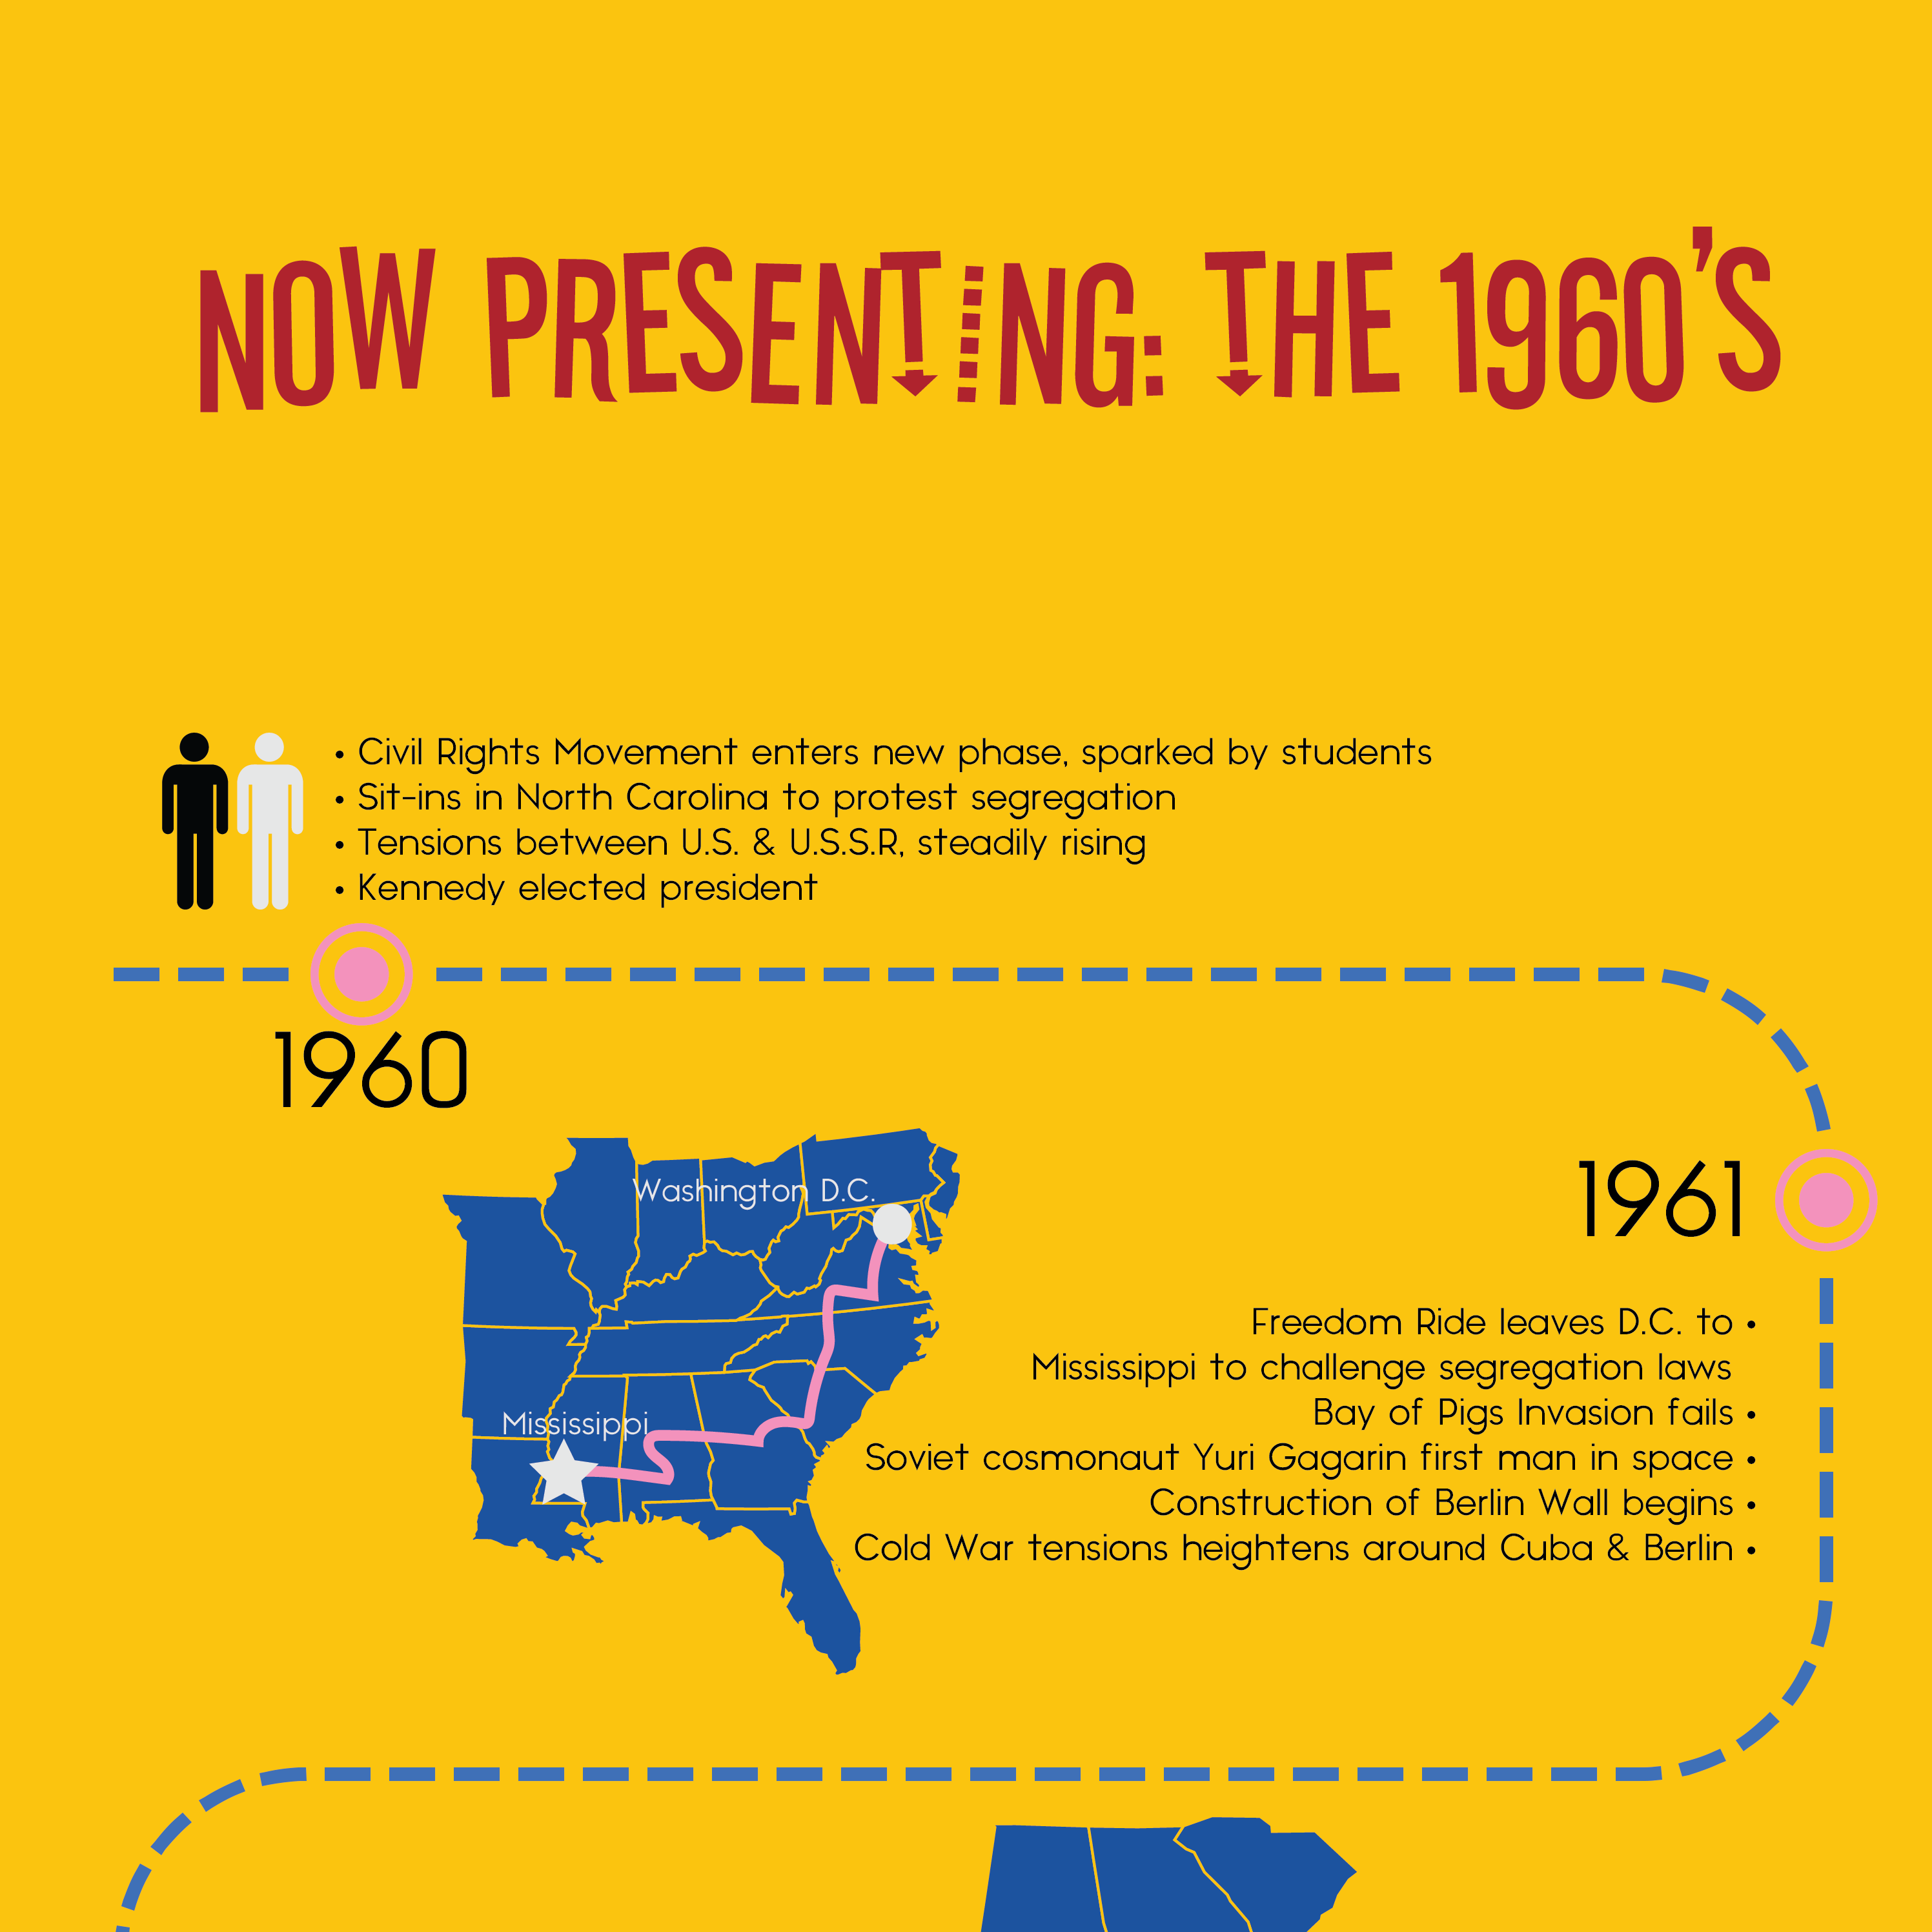 NOW PRESENTING: THE 1960'S
• Civil Rights Movement enters new phase, sparked by students
• Sit-ins in North Carolina to protest segregation
• Tensions between U.S. & U.S.S.R, steadily rising
• Kennedy elected president
1960
Washington D.C.
Mississippi
1961
Freedom Ride leaves D.C. to •
Mississippi to challenge segregation laws
Bay of Pigs Invasion fails •
Soviet cosmonaut Yuri Gagarin first man in space •
Construction of Berlin Wall begins •
Cold War tensions heightens around Cuba & Berlin •